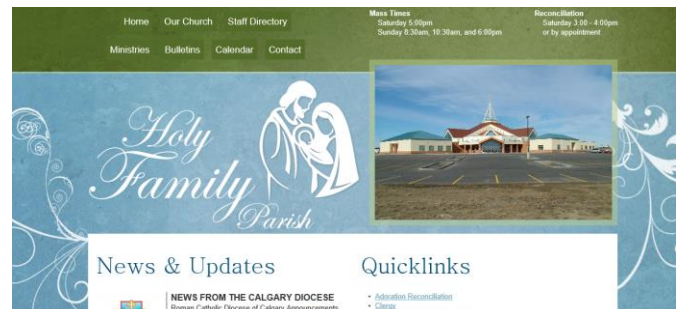 Home Our Church Staff Directory
Ministries Bulletins Calendar Contact
Mass Times
Saturday 5:00pm
Sunday 8:30am, 10:30am, and 6:00pm
Reconciliation
Saturday 3:00 - 4:00pm
or by appointment
Holy
Family
Parish
News & Updates
NEWS FROM THE CALGARY DIOCESE
Roman Catholic Diocese of Calgary Announcements
Quicklinks
• Adoration Reconciliation
• Clergy